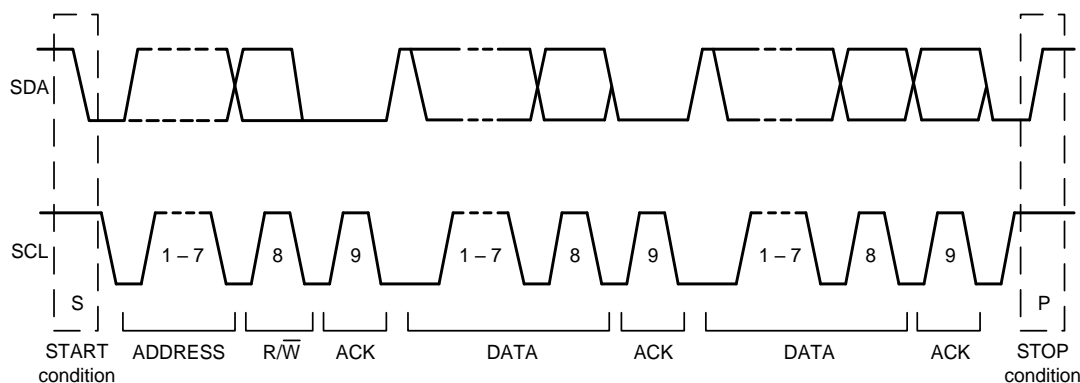 SDA
SCL
1 – 7
8
9
1 – 7
8
9
1 – 7
8
9
S
P
START
condition
ADDRESS
R/W̅
ACK
DATA
ACK
DATA
ACK
STOP
condition